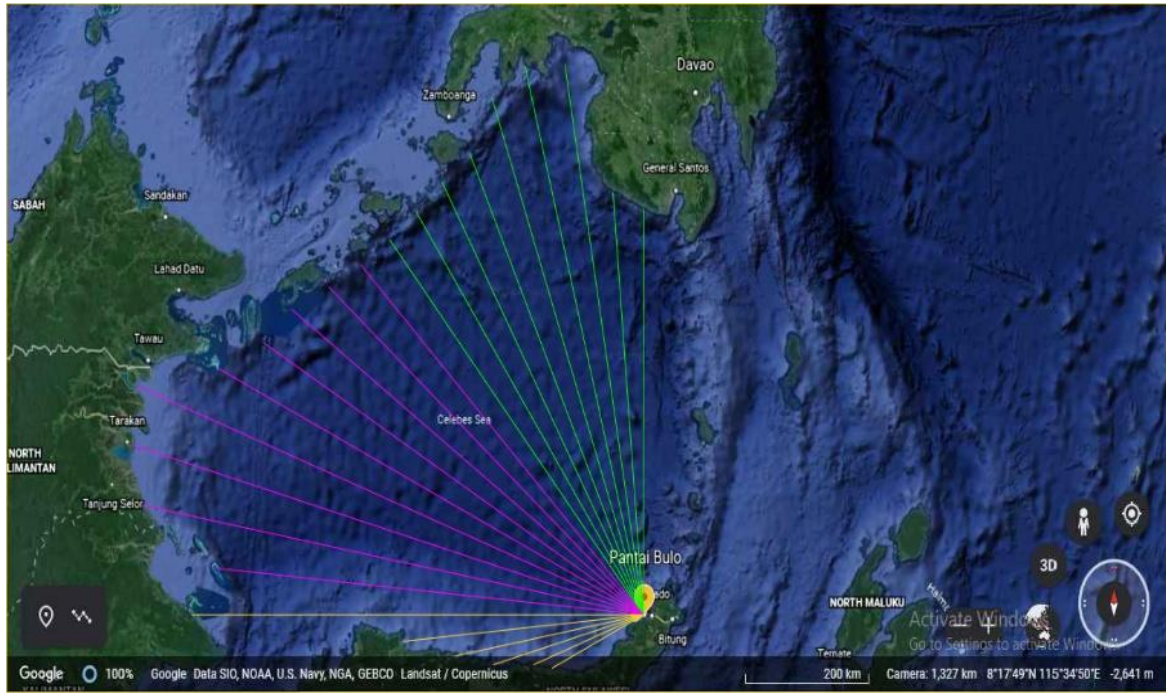 Davao
Zamboanga
General Santos
Sandakan
SABAH
Lahad Datu
Tawau
Celebes Sea
Tarakan
NORTH
LIMANTAN
Tanjung Selor
Pantai Bulo
ado
3D
NORTH MALUKU
Activate Windows
Bitung
Go to Settings to activate Windows
Ternate
Google 100% Google Data SIO, NOAA, U.S. Navy, NGA, GEBCO Landsat / Copernicus 200 km Camera: 1,327 km 8°17'49"N 115°34'50"E -2,641 m